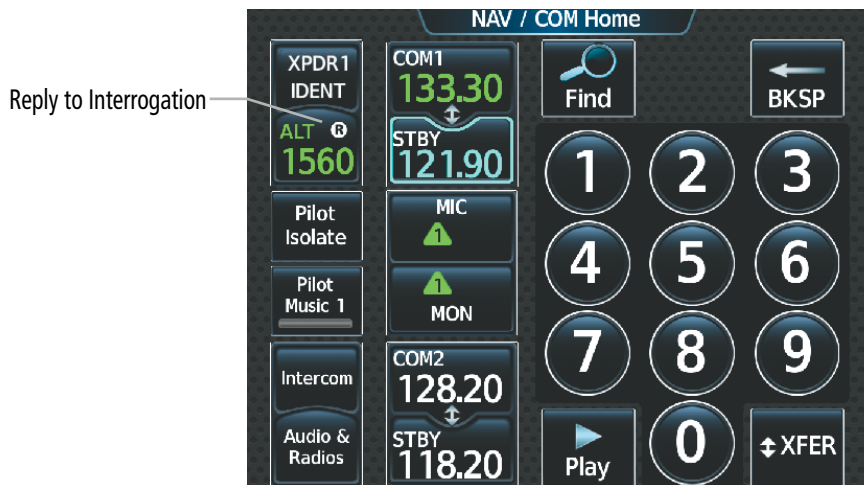 NAV / COM Home
Reply to Interrogation
XPDR1
IDENT
ALT R
1560
Pilot
Isolate
Pilot
Music 1
Intercom
Audio &
Radios
COM1
133.30
STBY
121.90
MIC
1
1
MON
COM2
128.20
STBY
118.20
Find
BKSP
1 2 3
4 5 6
7 8 9
Play
0
XFER